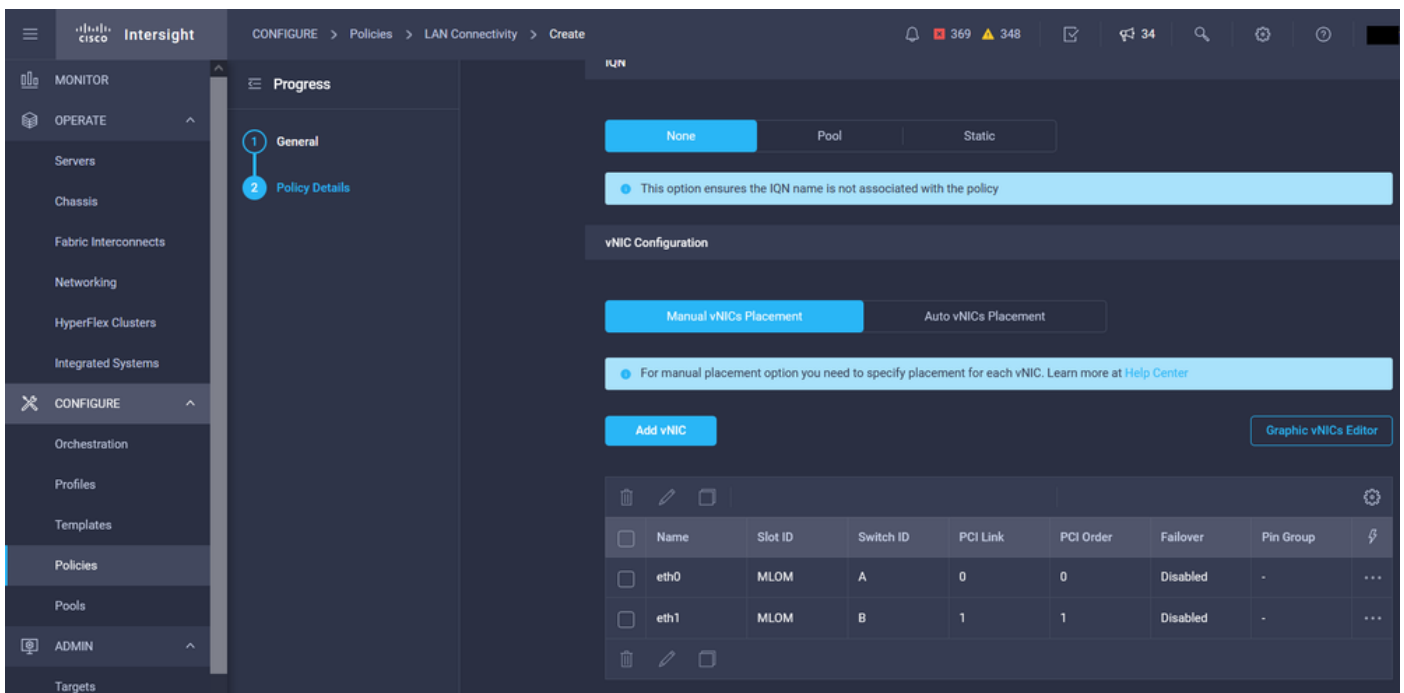 cisco Intersight
CONFIGURE > Policies > LAN Connectivity > Create
369 348 34
MONITOR
OPERATE
Servers
Chassis
Fabric Interconnects
Networking
HyperFlex Clusters
Integrated Systems
CONFIGURE
Orchestration
Profiles
Templates
Policies
Pools
ADMIN
Targets
Progress
1 General
2 Policy Details
IQN
None Pool Static
This option ensures the IQN name is not associated with the policy
vNIC Configuration
Manual vNICs Placement Auto vNICs Placement
For manual placement option you need to specify placement for each vNIC. Learn more at Help Center
Add vNIC Graphic vNICs Editor
Name Slot ID Switch ID PCI Link PCI Order Failover Pin Group
eth0 MLOM A 0 0 Disabled - ...
eth1 MLOM B 1 1 Disabled - ...